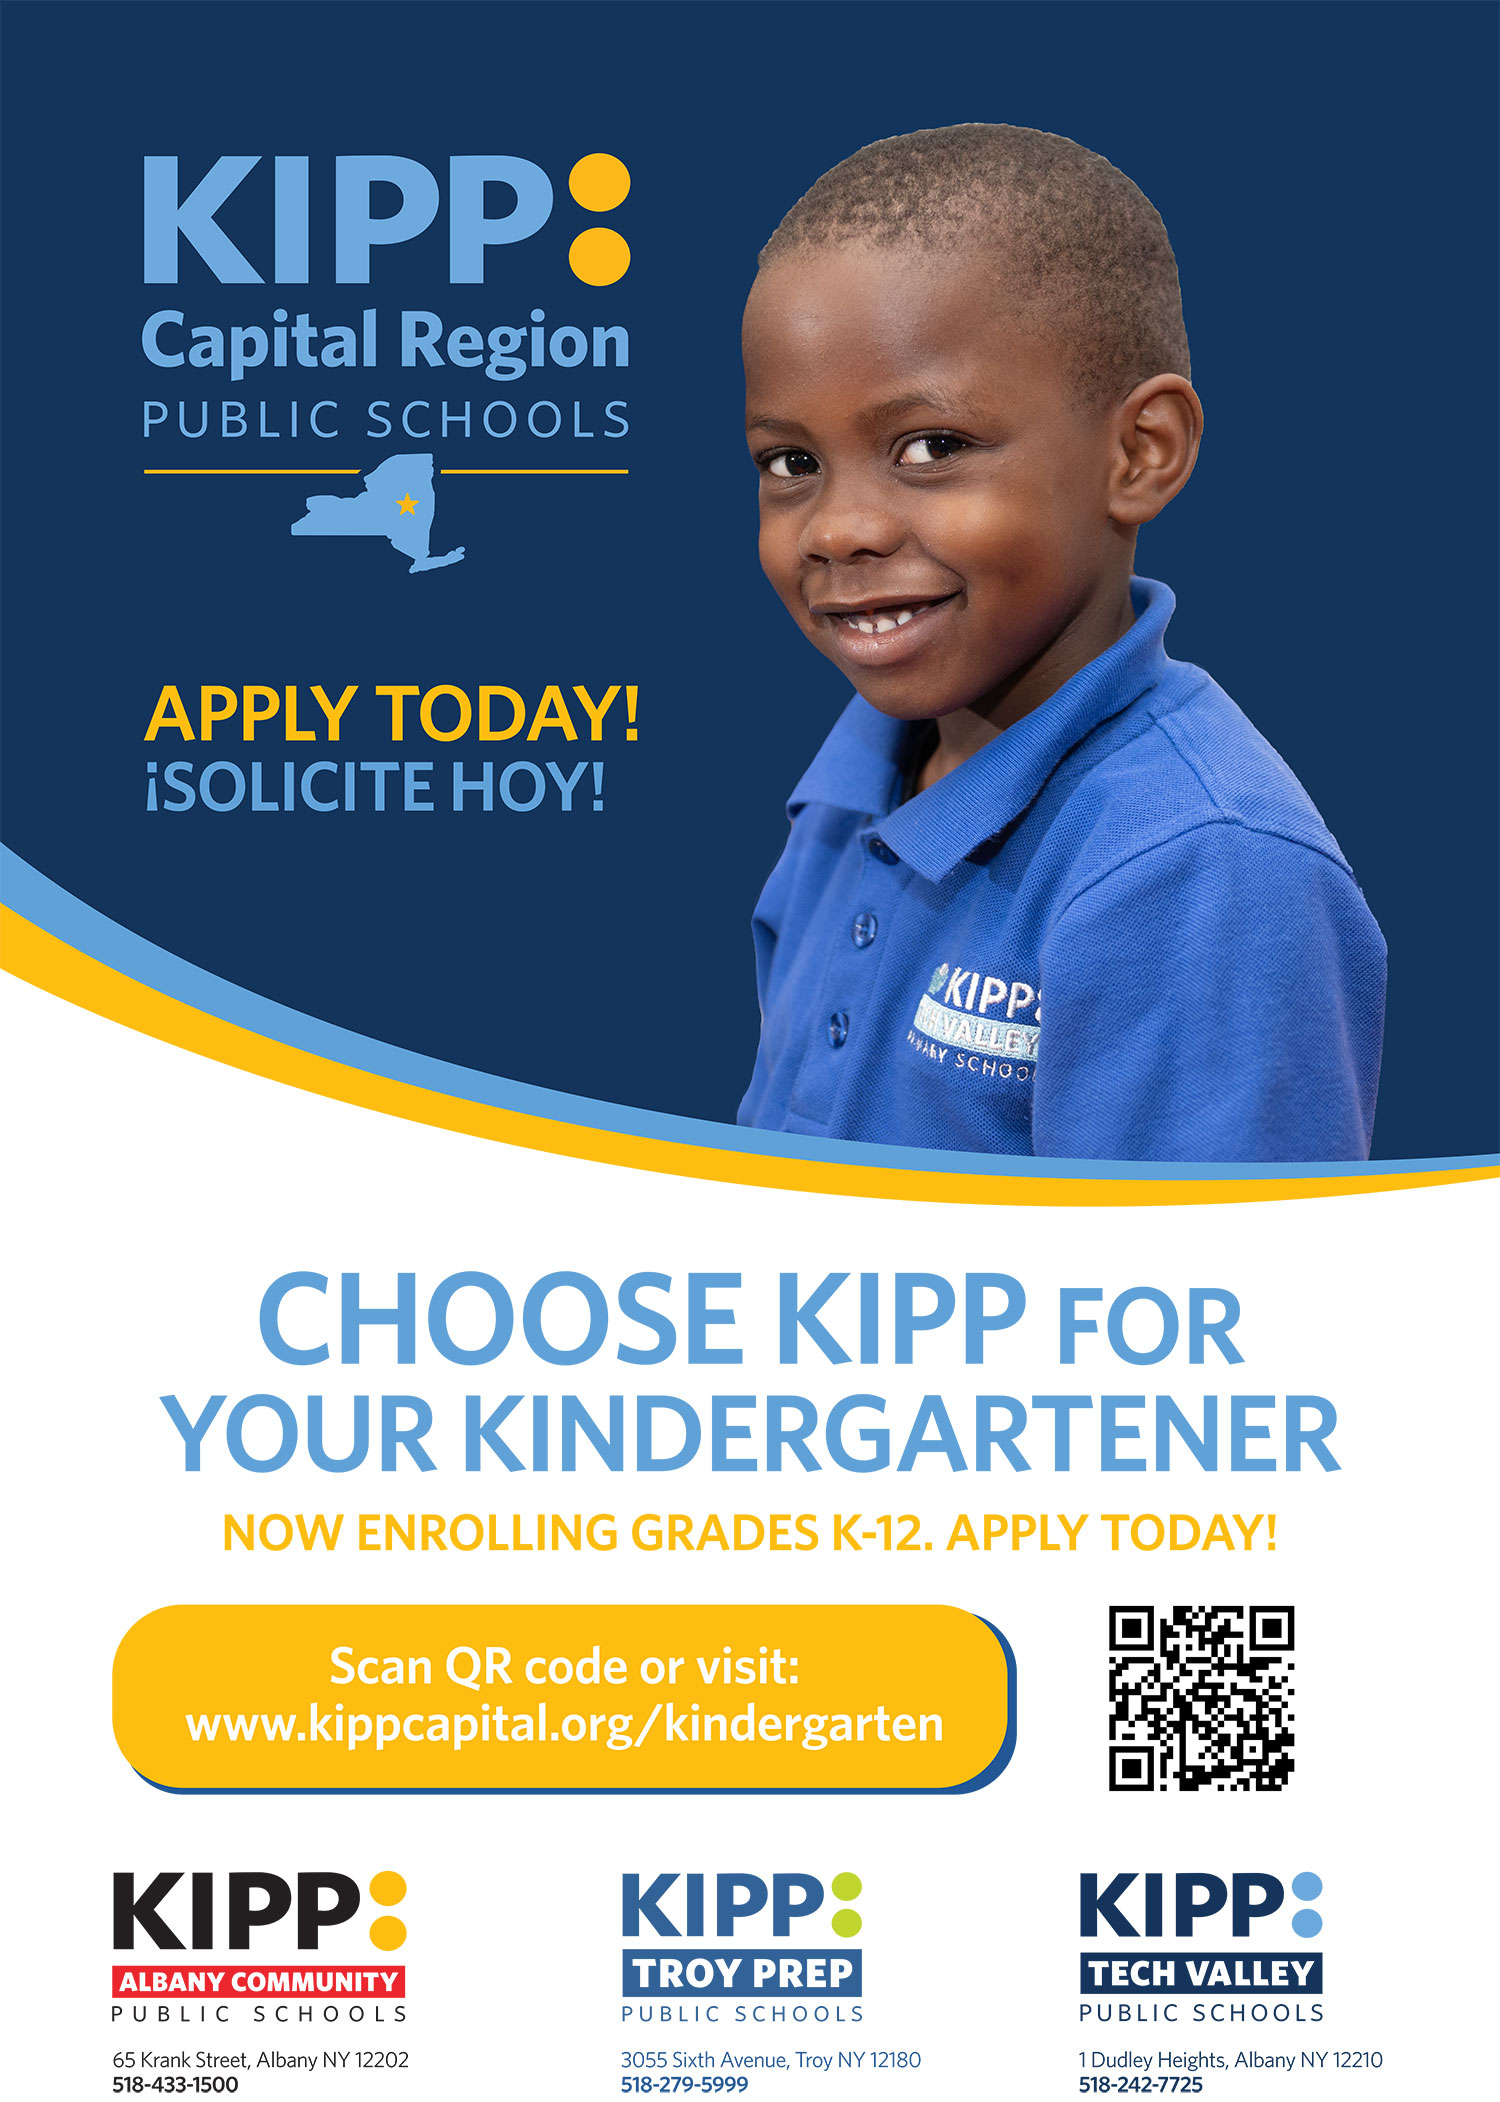 KIPP:
Capital Region
PUBLIC SCHOOLS
APPLY TODAY!
¡SOLICITE HOY!
KIPP:
VALLEY
SCHOO
CHOOSE KIPP FOR
YOUR KINDERGARTENER
NOW ENROLLING GRADES K-12. APPLY TODAY!
Scan QR code or visit:
www.kippcapital.org/kindergarten
KIPP:
ALBANY COMMUNITY
PUBLIC SCHOOLS
65 Krank Street, Albany NY 12202
518-433-1500
KIPP:
TROY PREP
PUBLIC SCHOOLS
3055 Sixth Avenue, Troy NY 12180
518-279-5999
KIPP:
TECH VALLEY
PUBLIC SCHOOLS
1 Dudley Heights, Albany NY 12210
518-242-7725